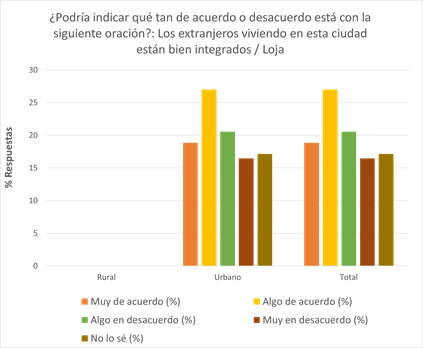 ¿Podría indicar qué tan de acuerdo o desacuerdo está con la
siguiente oración?: Los extranjeros viviendo en esta ciudad
están bien integrados / Loja
% Respuestas
30
25
20
15
10
5
0
Rural Urbano Total
Muy de acuerdo (%) Algo de acuerdo (%)
Algo en desacuerdo (%) Muy en desacuerdo (%)
No lo sé (%)